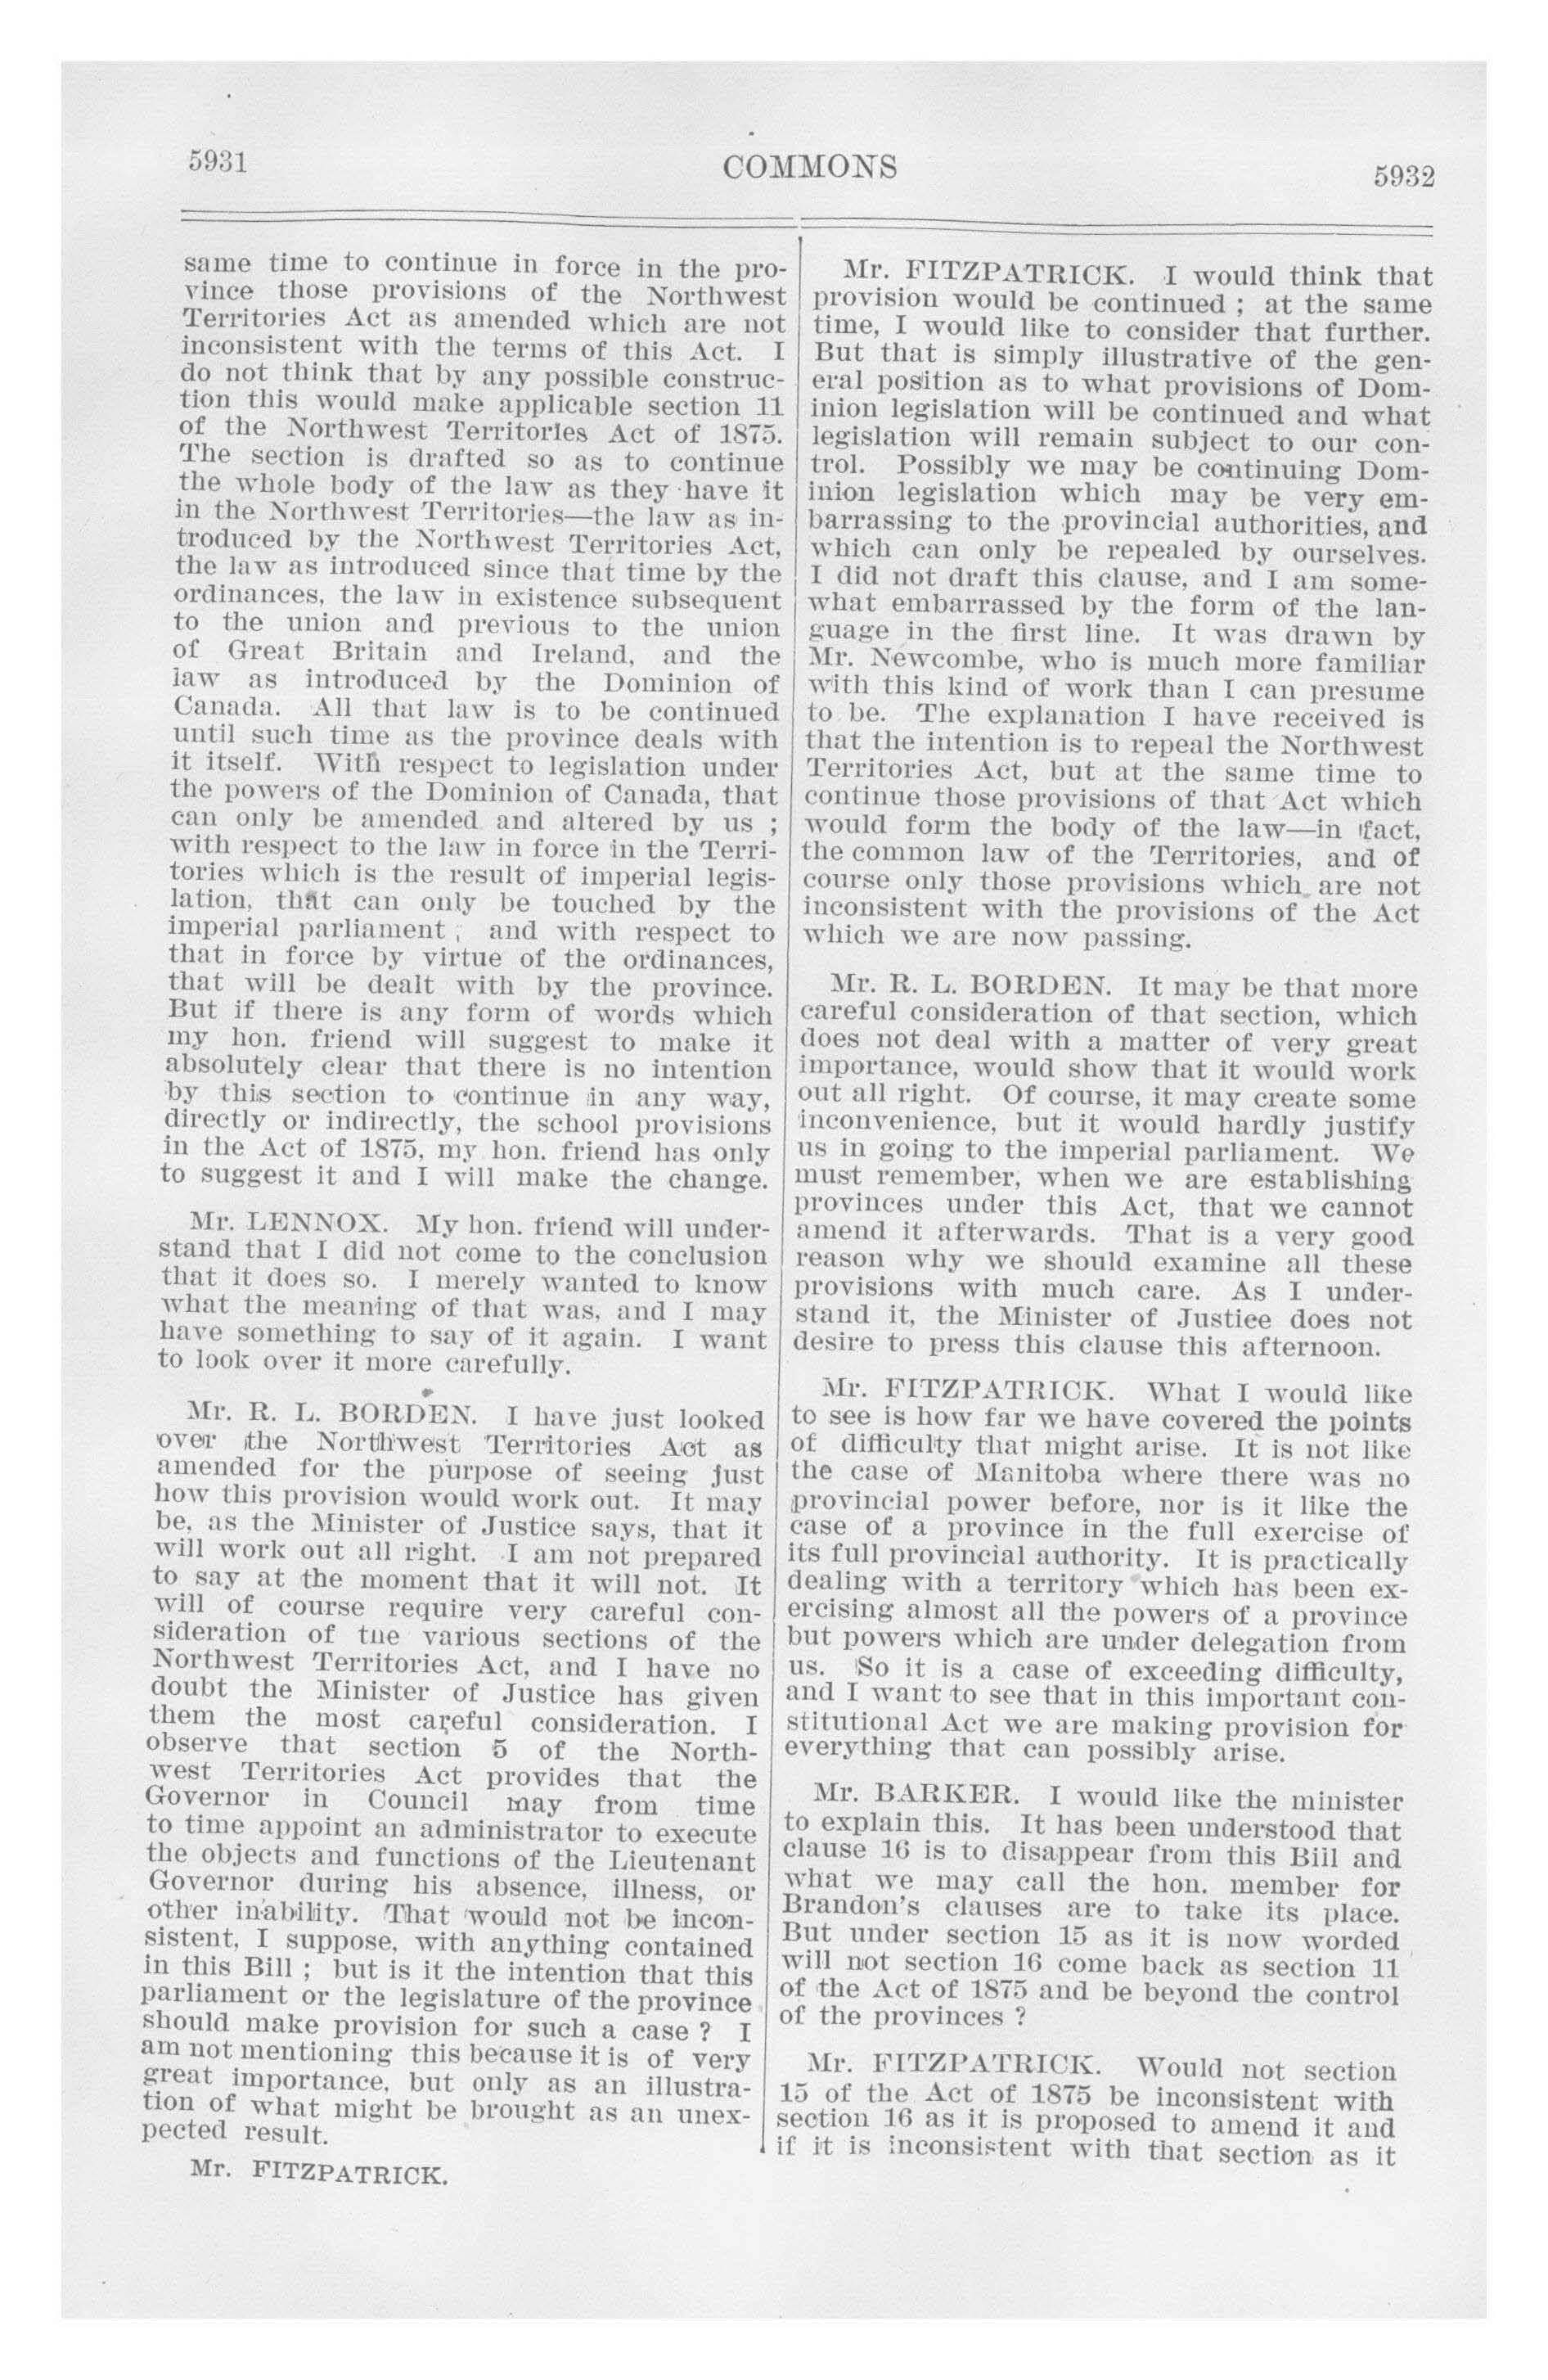 5931
COMMONS
5932
same time to continue in force in the pro-
vince those provisions of the Northwest
Territories Act as amended which are not
inconsistent with the terms of this Act. I
do not think that by any possible construc-
tion this would make applicable section 11
of the Northwest Territories Act of 1875.
The section is drafted so as to continue
the whole body of the law as they have it
in the Northwest Territories—the law as in-
troduced by the Northwest Territories Act,
the law as introduced since that time by the
ordinances, the law in existence subsequent
to the union and previous to the union
of Great Britain and Ireland, and the
law as introduced by the Dominion of
Canada. All that law is to be continued
until such time as the province deals with
it itself. With respect to legislation under
the powers of the Dominion of Canada, that
can only be amended and altered by us ;
with respect to the law in force in the Terri-
tories which is the result of imperial legis-
lation, that can only be touched by the
imperial parliament ; and with respect to
that in force by virtue of the ordinances,
that will be dealt with by the province.
But if there is any form of words which
my hon. friend will suggest to make it
absolutely clear that there is no intention
by this section to continue in any way,
directly or indirectly, the school provisions
in the Act of 1875, my hon. friend has only
to suggest it and I will make the change.
Mr. LENNOX. My hon. friend will under-
stand that I did not come to the conclusion
that it does so. I merely wanted to know
what the meaning of that was, and I may
have something to say of it again. I want
to look over it more carefully.
Mr. R. L. BORDEN. I have just looked
over the Northwest Territories Act as
amended for the purpose of seeing just
how this provision would work out. It may
be, as the Minister of Justice says, that it
will work out all right. I am not prepared
to say at the moment that it will not. It
will of course require very careful con-
sideration of the various sections of the
Northwest Territories Act, and I have no
doubt the Minister of Justice has given
them the most careful consideration. I
observe that section 5 of the North-
west Territories Act provides that the
Governor in Council may from time
to time appoint an administrator to execute
the objects and functions of the Lieutenant
Governor during his absence, illness, or
other inability. That would not be incon-
sistent, I suppose, with anything contained
in this Bill ; but is it the intention that this
parliament or the legislature of the province
should make provision for such a case ? I
am not mentioning this because it is of very
great importance, but only as an illustra-
tion of what might be brought as an unex-
pected result.
Mr. FITZPATRICK.
Mr. FITZPATRICK. I would think that
provision would be continued ; at the same
time, I would like to consider that further.
But that is simply illustrative of the gen-
eral position as to what provisions of Dom-
inion legislation will be continued and what
legislation will remain subject to our con-
trol. Possibly we may be continuing Dom-
inion legislation which may be very em-
barrassing to the provincial authorities, and
which can only be repealed by ourselves.
I did not draft this clause, and I am some-
what embarrassed by the form of the lan-
guage in the first line. It was drawn by
Mr. Newcombe, who is much more familiar
with this kind of work than I can presume
to be. The explanation I have received is
that the intention is to repeal the Northwest
Territories Act, but at the same time to
continue those provisions of that Act which
would form the body of the law—in fact,
the common law of the Territories, and of
course only those provisions which are not
inconsistent with the provisions of the Act
which we are now passing.
Mr. R. L. BORDEN. It may be that more
careful consideration of that section, which
does not deal with a matter of very great
importance, would show that it would work
out all right. Of course, it may create some
inconvenience, but it would hardly justify
us in going to the imperial parliament. We
must remember, when we are establishing
provinces under this Act, that we cannot
amend it afterwards. That is a very good
reason why we should examine all these
provisions with much care. As I under-
stand it, the Minister of Justice does not
desire to press this clause this afternoon.
Mr. FITZPATRICK. What I would like
to see is how far we have covered the points
of difficulty that might arise. It is not like
the case of Manitoba where there was no
provincial power before, nor is it like the
case of a province in the full exercise of
its full provincial authority. It is practically
dealing with a territory which has been ex-
ercising almost all the powers of a province
but powers which are under delegation from
us. So it is a case of exceeding difficulty,
and I want to see that in this important con-
stitutional Act we are making provision for
everything that can possibly arise.
Mr. BARKER. I would like the minister
to explain this. It has been understood that
clause 16 is to disappear from this Bill and
what we may call the hon. member for
Brandon's clauses are to take its place.
But under section 15 as it is now worded
will not section 16 come back as section 11
of the Act of 1875 and be beyond the control
of the provinces ?
Mr. FITZPATRICK. Would not section
15 of the Act of 1875 be inconsistent with
section 16 as it is proposed to amend it and
if it is inconsistent with that section as it